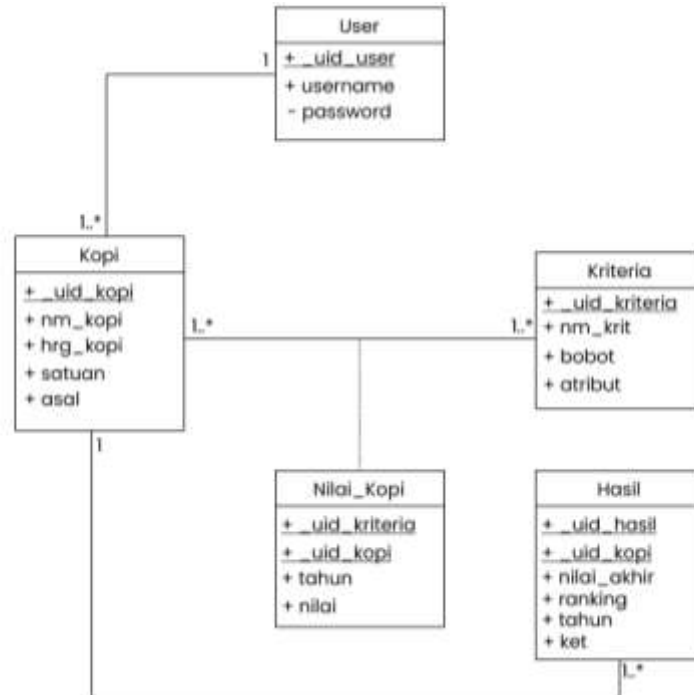 User
+ _uid_user
+ username
- password
1
1..*
Kopi
+ _uid_kopi
+ nm_kopi
+ hrg_kopi
+ satuan
+ asal
1..*
1..*
Kriteria
+ _uid_kriteria
+ nm_krit
+ bobot
+ atribut
1
Nilai_Kopi
+ _uid_kriteria
+ _uid_kopi
+ tahun
+ nilai
Hasil
+ _uid_hasil
+ _uid_kopi
+ nilai_akhir
+ ranking
+ tahun
+ ket
1..*